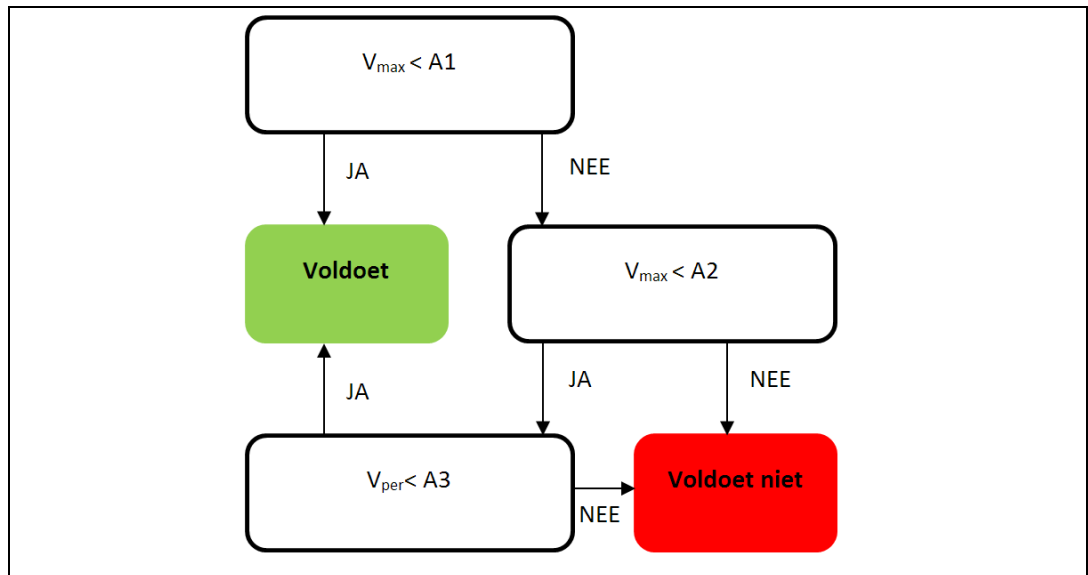 Vmax < A1
JA
NEE
Voldoet
Vmax < A2
JA
JA
NEE
Vper< A3
NEE
Voldoet niet